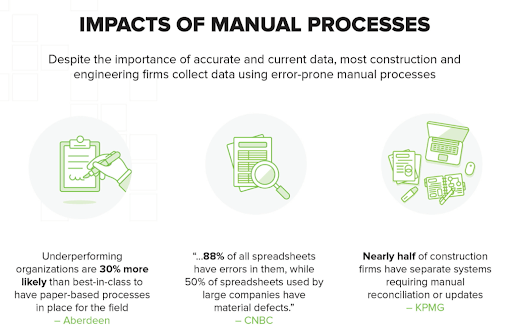 IMPACTS OF MANUAL PROCESSES
Despite the importance of accurate and current data, most construction and
engineering firms collect data using error-prone manual processes
Underperforming
organizations are 30% more
likely than best-in-class to
have paper-based processes
in place for the field
– Aberdeen
"...88% of all spreadsheets
have errors in them, while
50% of spreadsheets used by
large companies have
material defects."
– CNBC
Nearly half of construction
firms have separate systems
requiring manual
reconciliation or updates
– KPMG